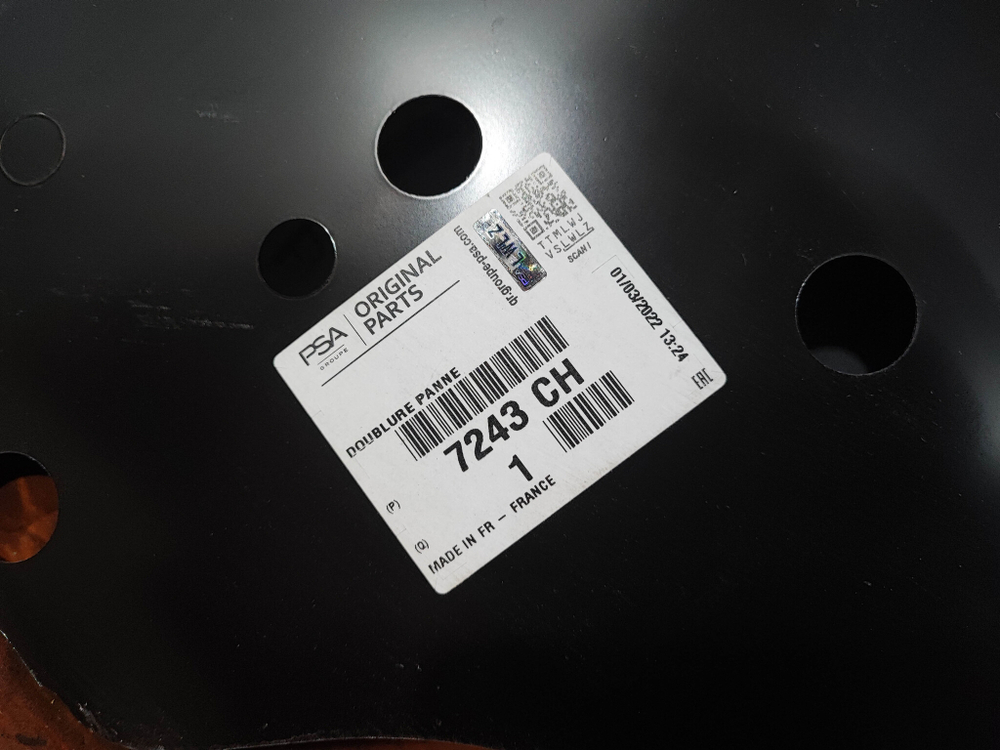 PSA
GROUPE
ORIGINAL
PARTS
qr.groupe-psa.com
TTMLWJ
VSLWLZ
SCAN!
01/03/2022 13:24
DOUBLURE PANNE
7243 CH
1
(P)
(Q)
MADE IN FR – FRANCE
EAC